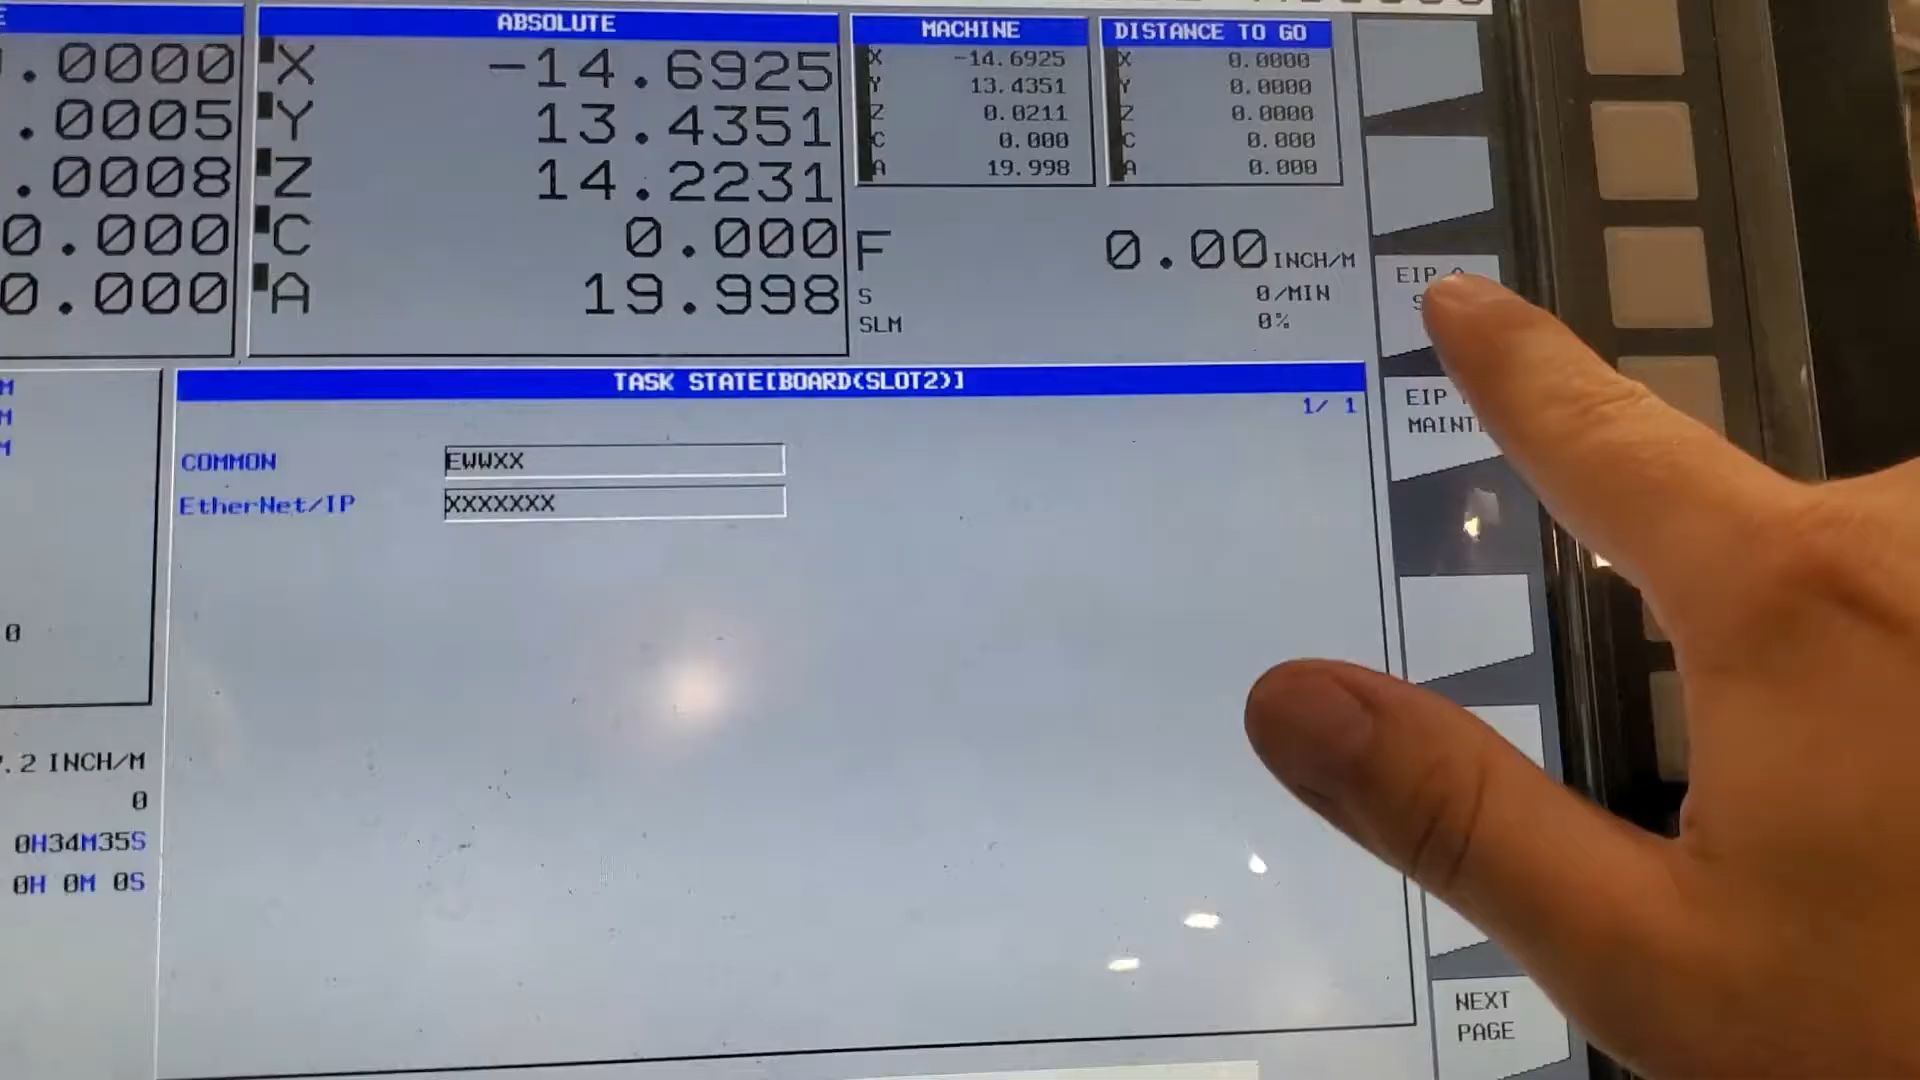 ABSOLUTE
.0000
.0005
.0008
0.000
0.000
X -14.6925
Y 13.4351
Z 14.2231
C 0.000
A 19.998
MACHINE
X -14.6925
Y 13.4351
Z 0.0211
C 0.000
A 19.998
DISTANCE TO GO
X 0.0000
Y 0.0000
Z 0.0000
C 0.000
A 0.000
F 0.00 INCH/M
S 0/MIN
SLM 0%
EIP
EIP
MAINT
TASK STATE[BOARD(SLOT2)]
1/ 1
COMMON EWWXX
EtherNet/IP XXXXXXX
M
M
M
0
.2 INCH/M
0
0H34M35S
0H 0M 0S
NEXT
PAGE